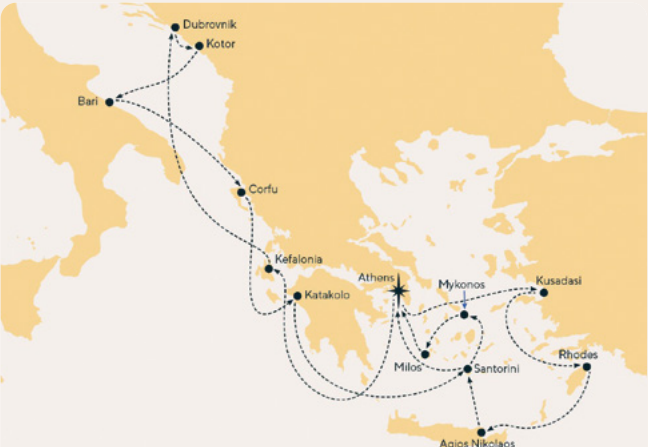 Dubrovnik
Kotor
Bari
Corfu
Kefalonia
Katakolo
Athens
Mykonos
Kusadasi
Milos
Santorini
Rhodes
Agios Nikolaos